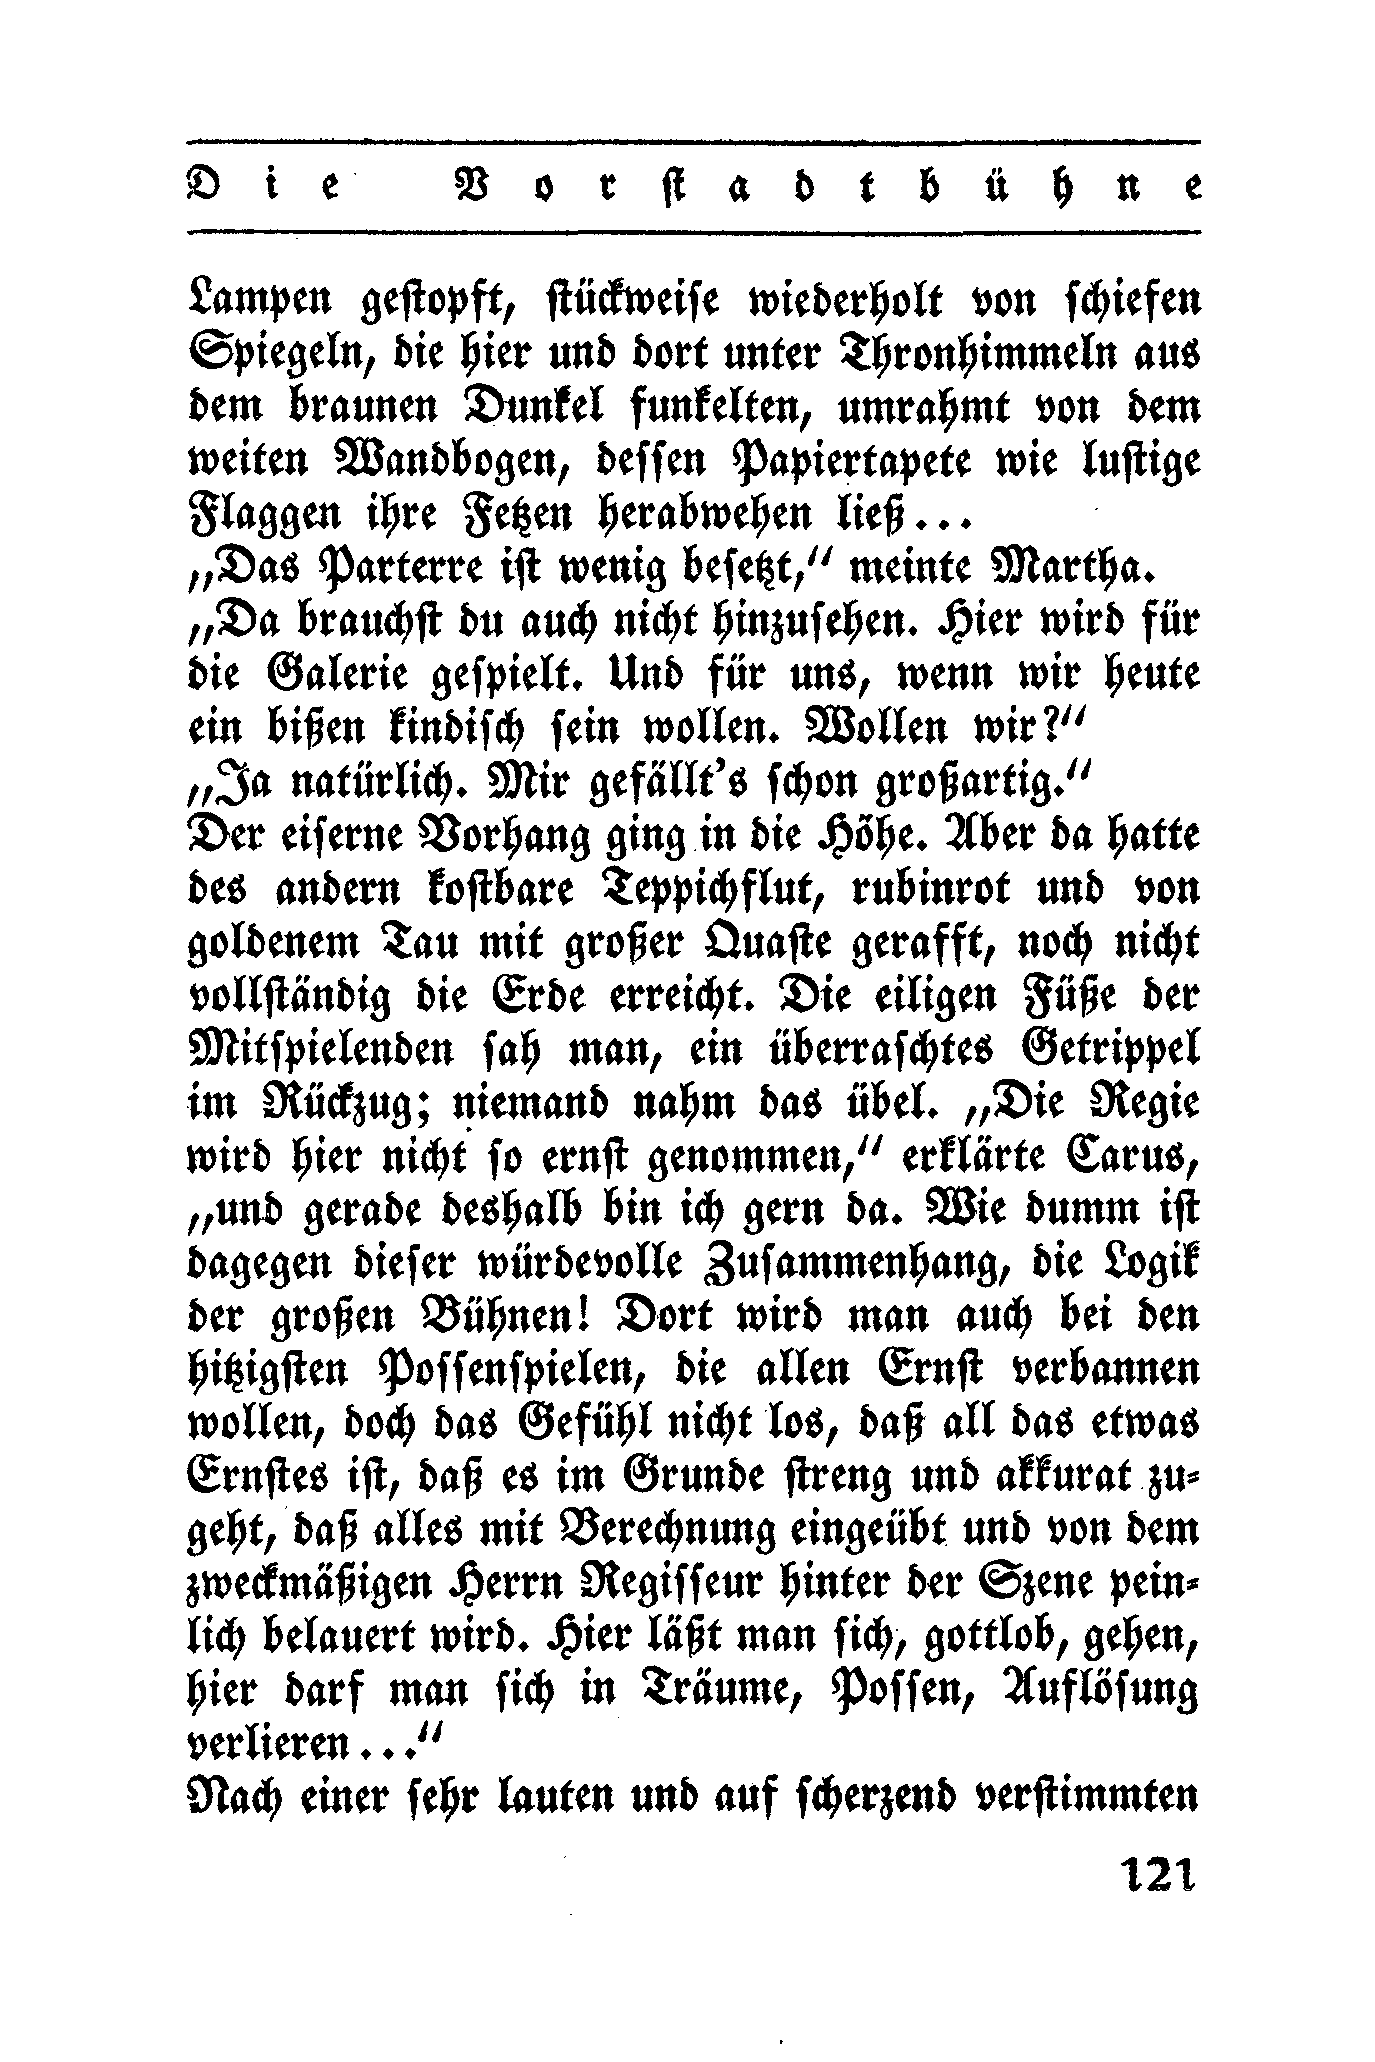 Die Vorstadtbühne
Lampen gestopft, stückweise wiederholt von schiefen
Spiegeln, die hier und dort unter Thronhimmeln aus
dem braunen Dunkel funkelten, umrahmt von dem
weiten Wandbogen, dessen Papiertapete wie lustige
Flaggen ihre Fetzen herabwehen ließ...
„Das Parterre ist wenig besetzt,“ meinte Martha.
„Da brauchst du auch nicht hinzusehen. Hier wird für
die Galerie gespielt. Und für uns, wenn wir heute
ein bißen kindisch sein wollen. Wollen wir?“
„Ja natürlich. Mir gefällt’s schon großartig.“
Der eiserne Vorhang ging in die Höhe. Aber da hatte
des andern kostbare Teppichflut, rubinrot und von
goldenem Tau mit großer Quaste gerafft, noch nicht
vollständig die Erde erreicht. Die eiligen Füße der
Mitspielenden sah man, ein überraschtes Getrippel
im Rückzug; niemand nahm das übel. „Die Regie
wird hier nicht so ernst genommen,“ erklärte Carus,
„und gerade deshalb bin ich gern da. Wie dumm ist
dagegen dieser würdevolle Zusammenhang, die Logik
der großen Bühnen! Dort wird man auch bei den
hitzigsten Possenspielen, die allen Ernst verbannen
wollen, doch das Gefühl nicht los, daß all das etwas
Ernstes ist, daß es im Grunde streng und akkurat zu-
geht, daß alles mit Berechnung eingeübt und von dem
zweckmäßigen Herrn Regisseur hinter der Szene pein-
lich belauert wird. Hier läßt man sich, gottlob, gehen,
hier darf man sich in Träume, Possen, Auflösung
verlieren...“
Nach einer sehr lauten und auf scherzend verstimmten
121